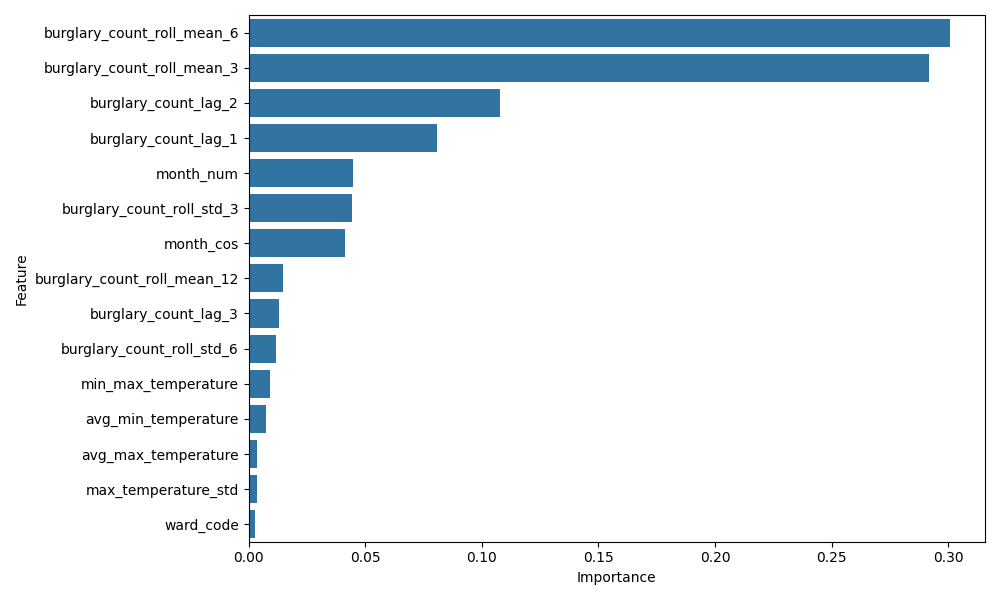 burglary_count_roll_mean_6
burglary_count_roll_mean_3
burglary_count_lag_2
burglary_count_lag_1
month_num
burglary_count_roll_std_3
month_cos
burglary_count_roll_mean_12
burglary_count_lag_3
burglary_count_roll_std_6
min_max_temperature
avg_min_temperature
avg_max_temperature
max_temperature_std
ward_code
Feature
0.00 0.05 0.10 0.15 0.20 0.25 0.30
Importance